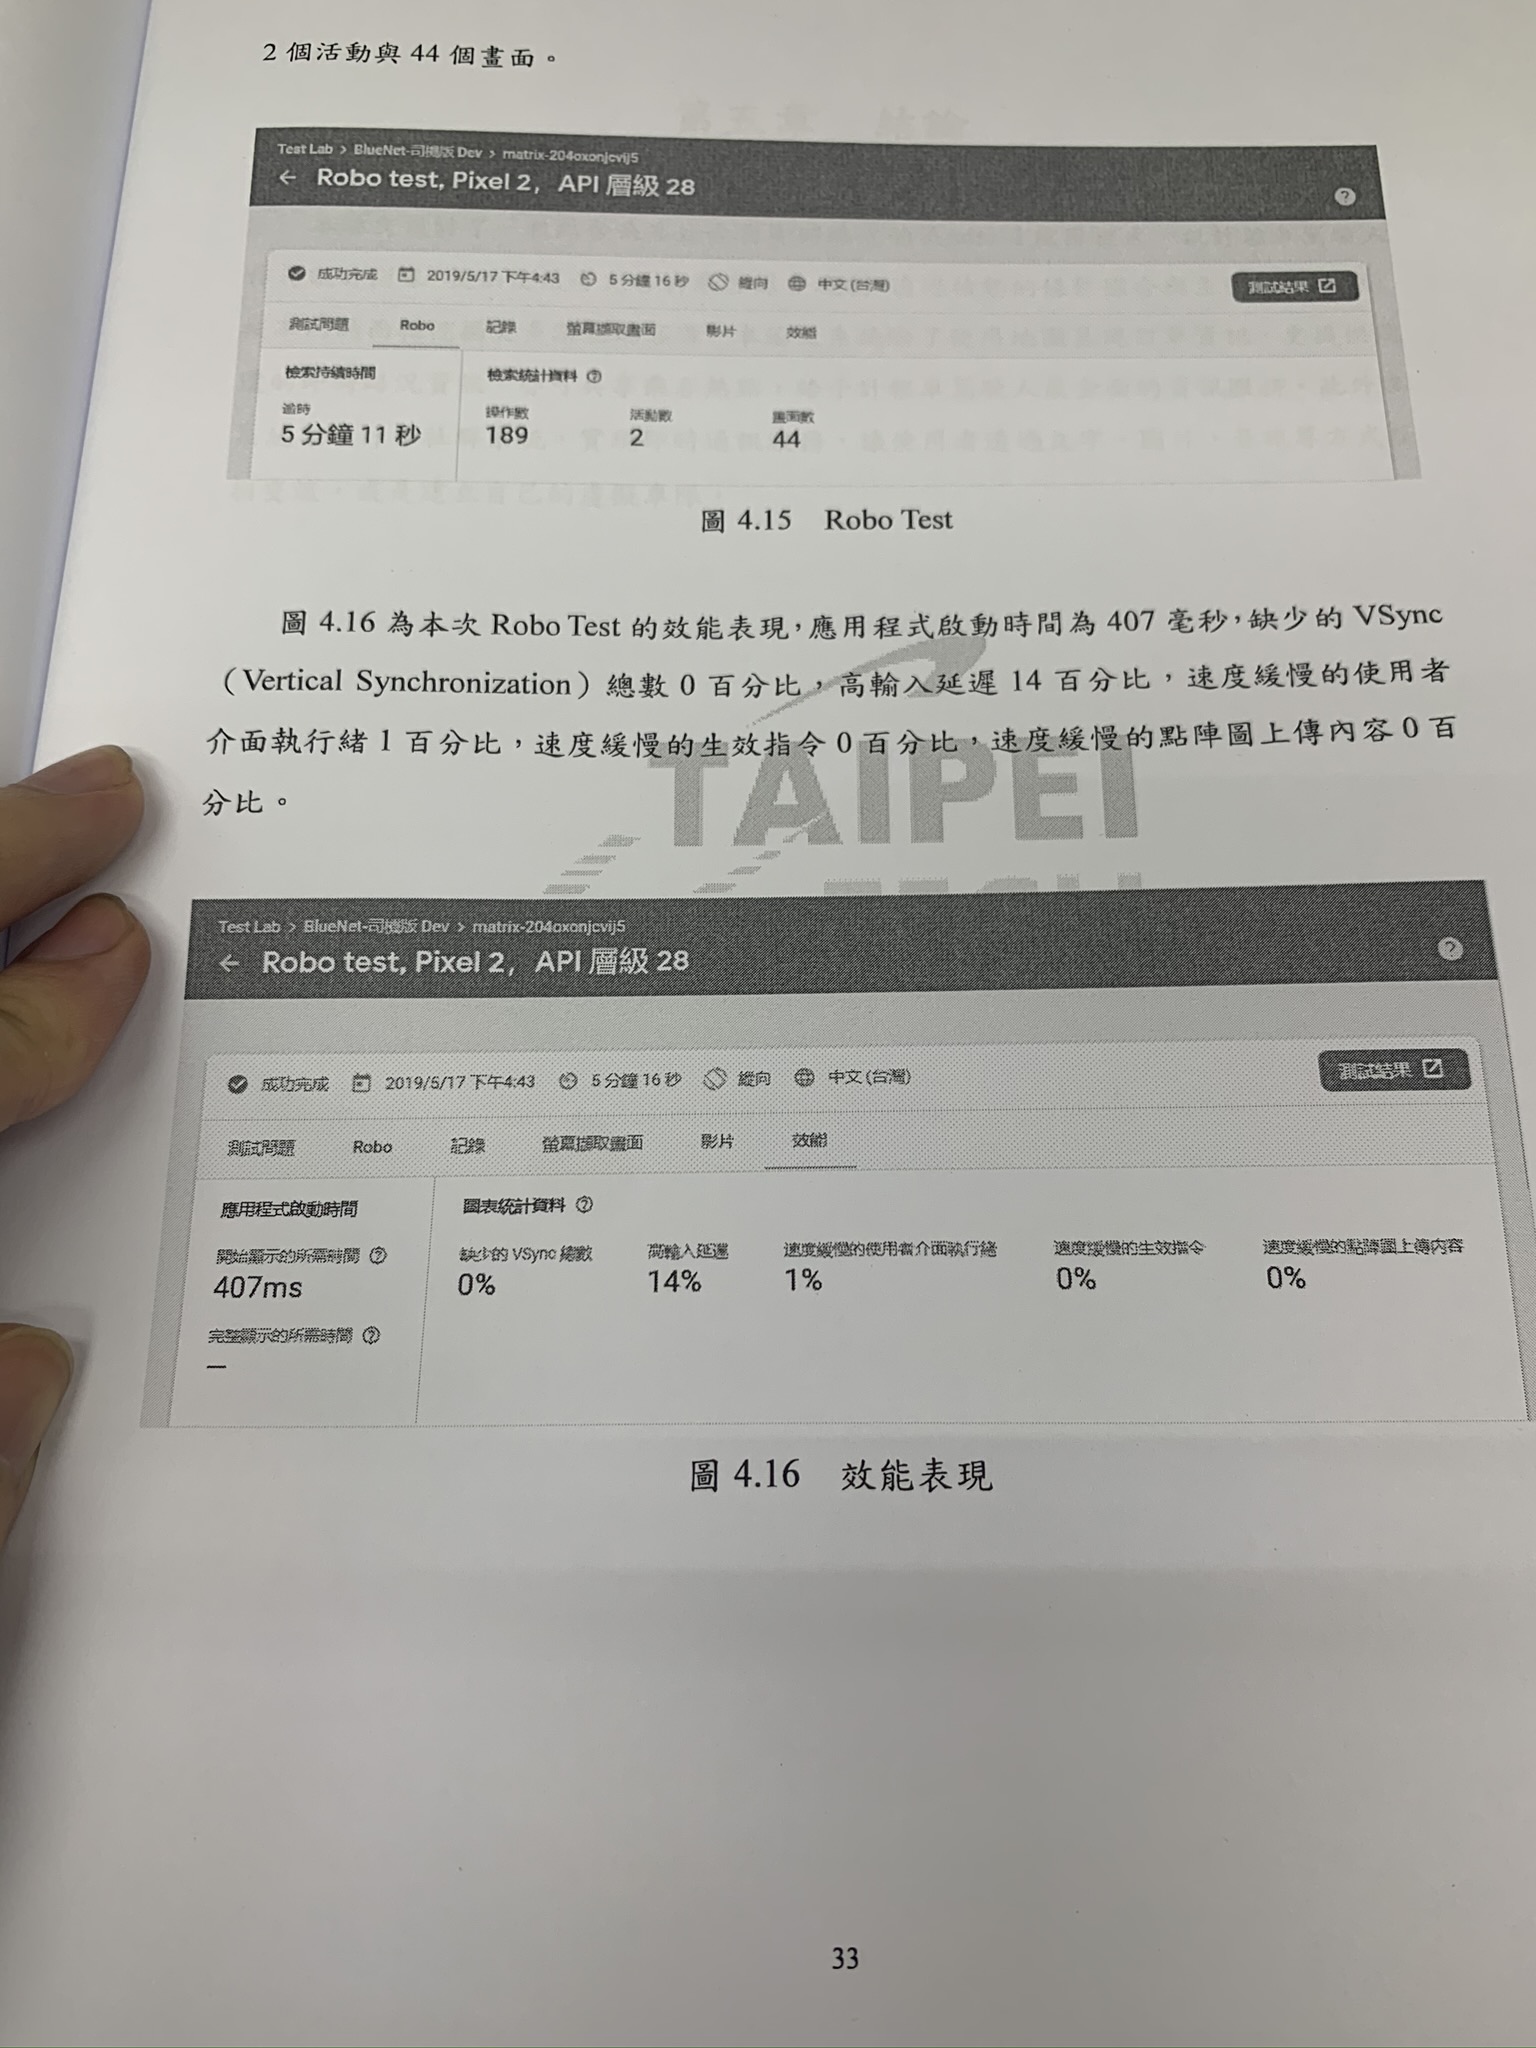 2 個活動與 44 個畫面。
Test Lab > BlueNet-司機版 Dev > matrix-204oxonjcvij5
← Robo test, Pixel 2, API 層級 28
成功完成 2019/5/17 下午4:43 5 分鐘 16 秒 縱向 中文 (台灣) 測試結果
測試問題 Robo 記錄 螢幕擷取畫面 影片 效能
檢索持續時間 檢索統計資料
逾時 操作數 活動數 畫面數
5 分鐘 11 秒 189 2 44
圖 4.15 Robo Test
圖 4.16 為本次 Robo Test 的效能表現,應用程式啟動時間為 407 毫秒,缺少的 VSync
(Vertical Synchronization)總數 0 百分比,高輸入延遲 14 百分比,速度緩慢的使用者
介面執行緒 1 百分比,速度緩慢的生效指令 0 百分比,速度緩慢的點陣圖上傳內容 0 百
分比。
TAIPEI
Test Lab > BlueNet-司機版 Dev > matrix-204oxonjcvij5
← Robo test, Pixel 2, API 層級 28
成功完成 2019/5/17 下午4:43 5 分鐘 16 秒 縱向 中文 (台灣) 測試結果
測試問題 Robo 記錄 螢幕擷取畫面 影片 效能
應用程式啟動時間 圖表統計資料
開始顯示的所需時間 缺少的 VSync 總數 高輸入延遲 速度緩慢的使用者介面執行緒 速度緩慢的生效指令 速度緩慢的點陣圖上傳內容
407ms 0% 14% 1% 0% 0%
完整顯示的所需時間
—
圖 4.16 效能表現
33